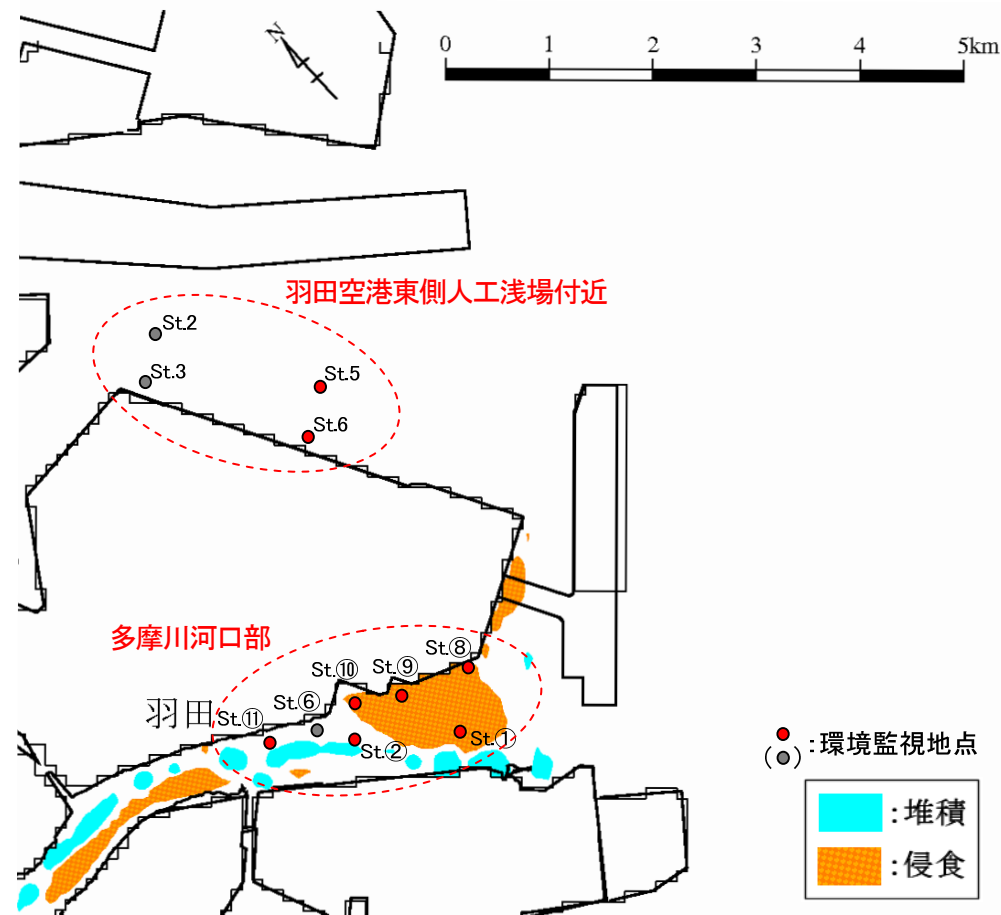 N
0 1 2 3 4 5km
羽田空港東側人工浅場付近
St.2
St.3
St.5
St.6
多摩川河口部
St.⑧
St.⑨
St.⑩
St.⑥
羽田
St.⑪
St.①
St.②
( ):環境監視地点
:堆積
:侵食